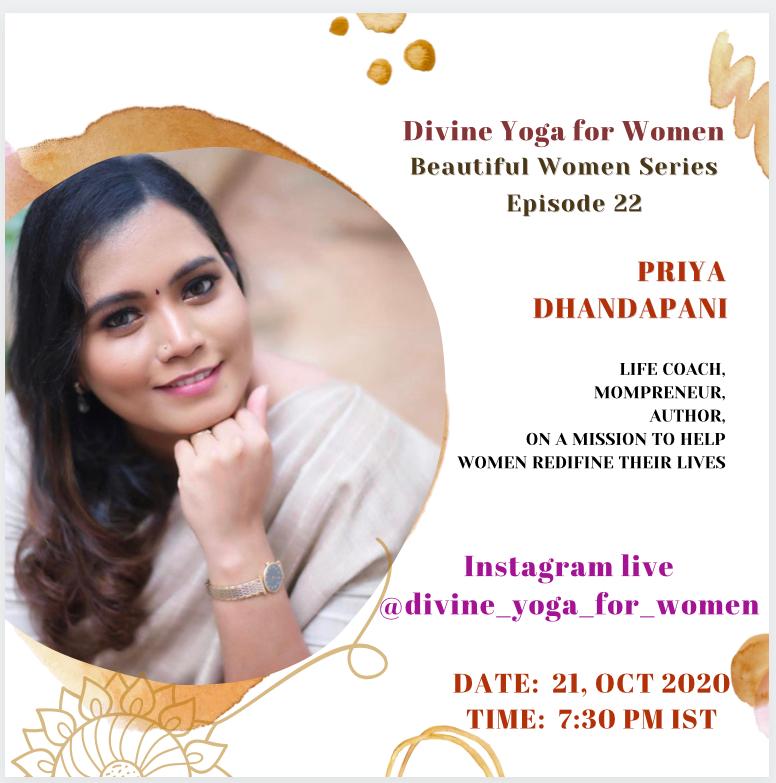 Divine Yoga for Women
Beautiful Women Series
Episode 22
PRIYA
DHANDAPANI
LIFE COACH,
MOMPRENEUR,
AUTHOR,
ON A MISSION TO HELP
WOMEN REDIFINE THEIR LIVES
Instagram live
@divine_yoga_for_women
DATE: 21, OCT 2020
TIME: 7:30 PM IST